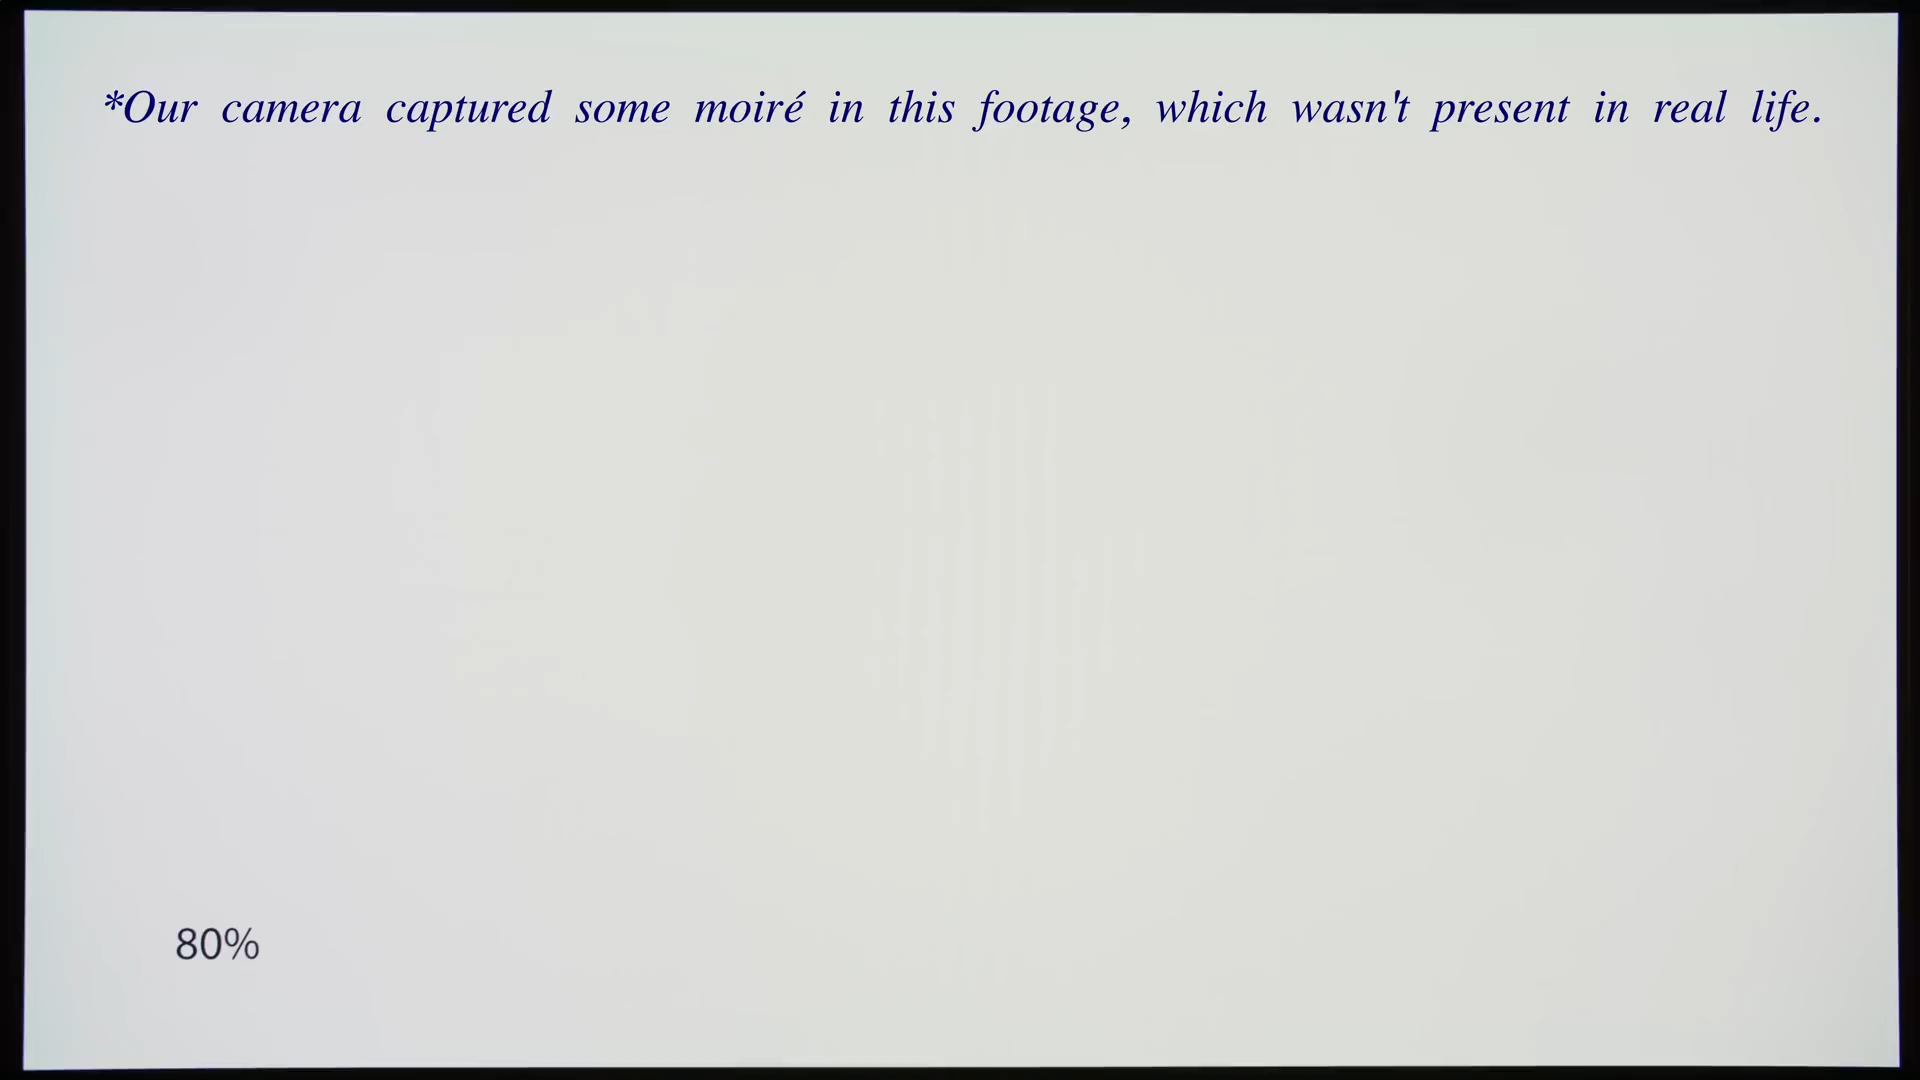 *Our camera captured some moiré in this footage, which wasn't present in real life.
80%